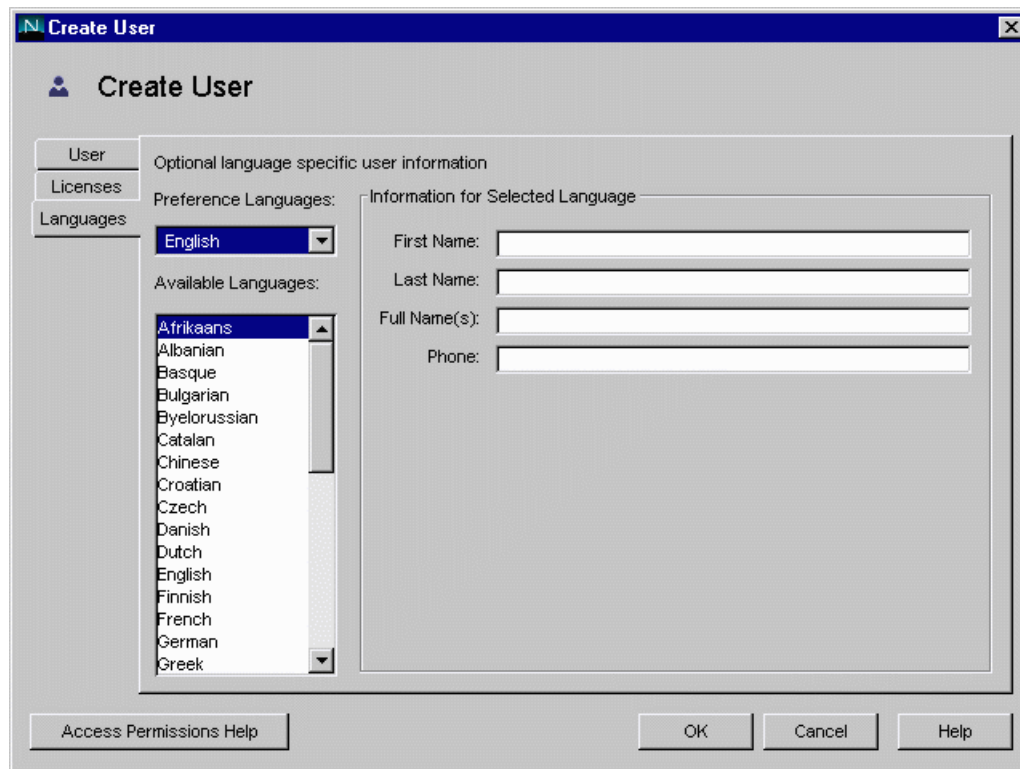 N Create User
Create User
User
Licenses
Languages
Optional language specific user information
Preference Languages:
English
Available Languages:
Afrikaans
Albanian
Basque
Bulgarian
Byelorussian
Catalan
Chinese
Croatian
Czech
Danish
Dutch
English
Finnish
French
German
Greek
Information for Selected Language
First Name:
Last Name:
Full Name(s):
Phone:
Access Permissions Help
OK
Cancel
Help